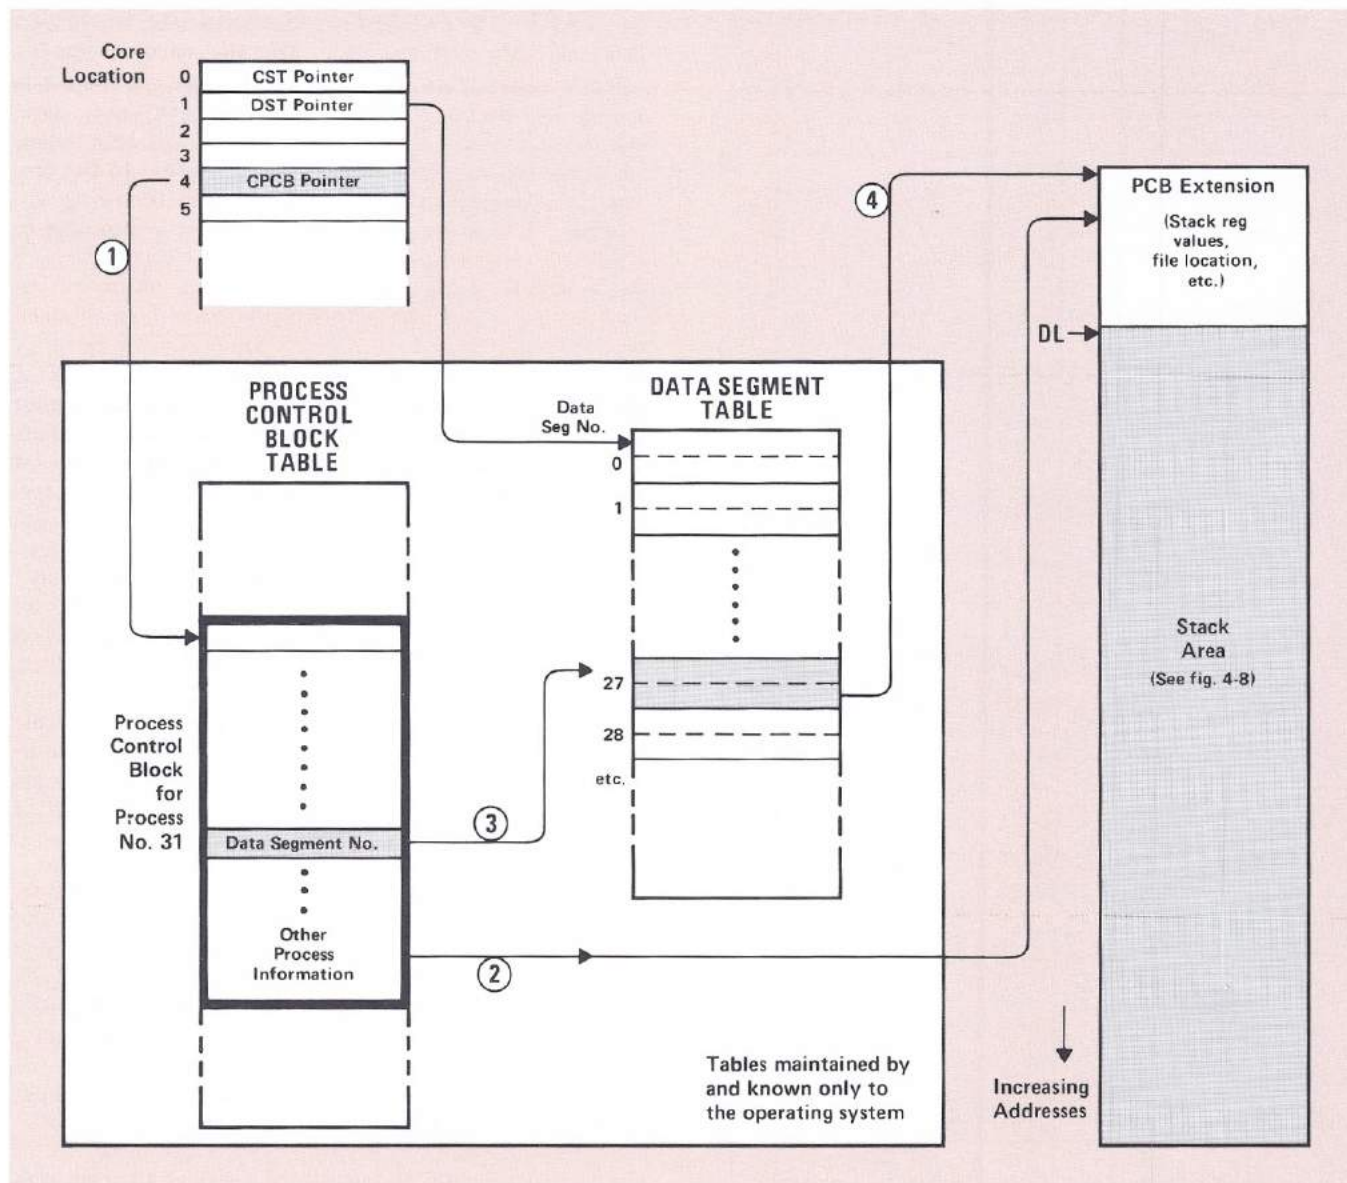 Core
Location
0 CST Pointer
1 DST Pointer
2
3
4 CPCB Pointer
5
1
4
PCB Extension
(Stack reg
values,
file location,
etc.)
DL
PROCESS
CONTROL
BLOCK
TABLE
DATA SEGMENT
TABLE
Data
Seg No.
0
1
27
28
etc.
Process
Control
Block
for
Process
No. 31
Data Segment No.
3
Other
Process
Information
2
Stack
Area
(See fig. 4-8)
Tables maintained by
and known only to
the operating system
Increasing
Addresses